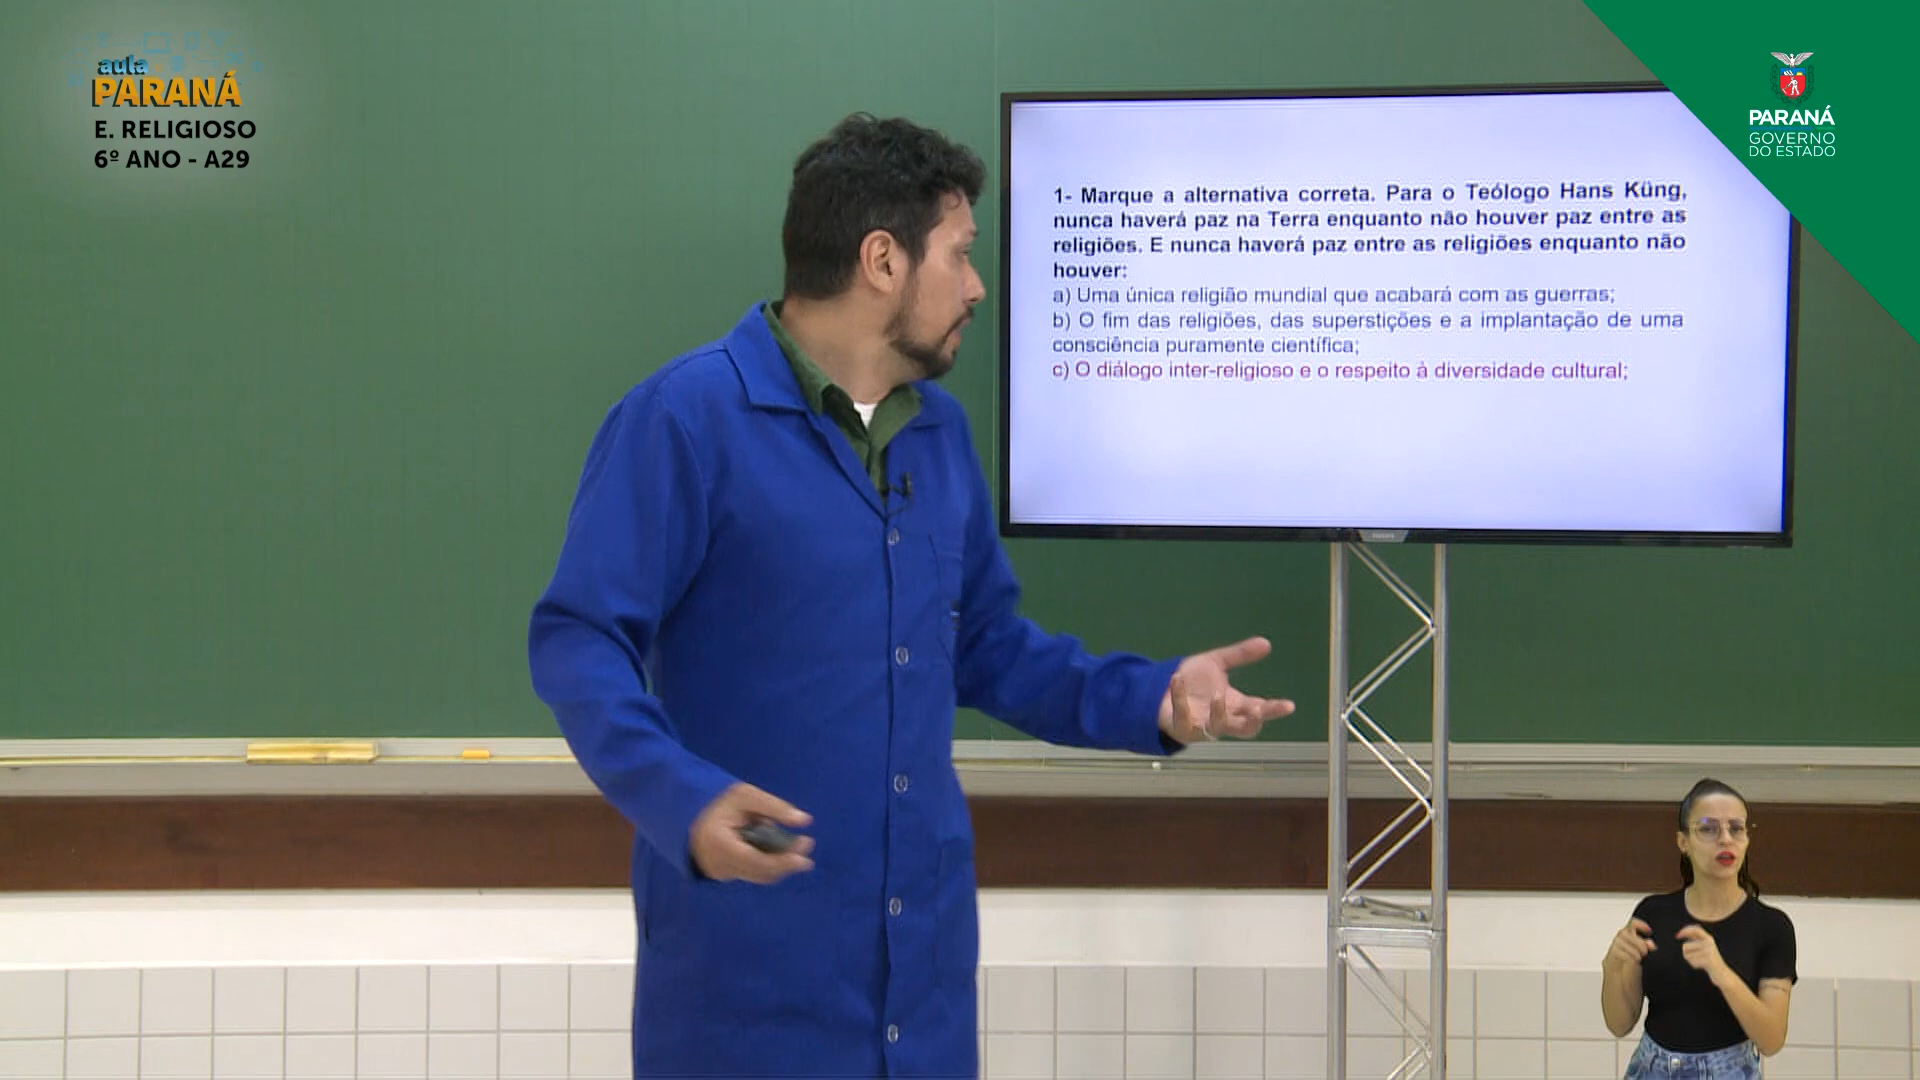 aula
PARANÁ
E. RELIGIOSO
6º ANO - A29
PARANÁ
GOVERNO
DO ESTADO
1- Marque a alternativa correta. Para o Teólogo Hans Küng,
nunca haverá paz na Terra enquanto não houver paz entre as
religiões. E nunca haverá paz entre as religiões enquanto não
houver:
a) Uma única religião mundial que acabará com as guerras;
b) O fim das religiões, das superstições e a implantação de uma
consciência puramente científica;
c) O diálogo inter-religioso e o respeito à diversidade cultural;